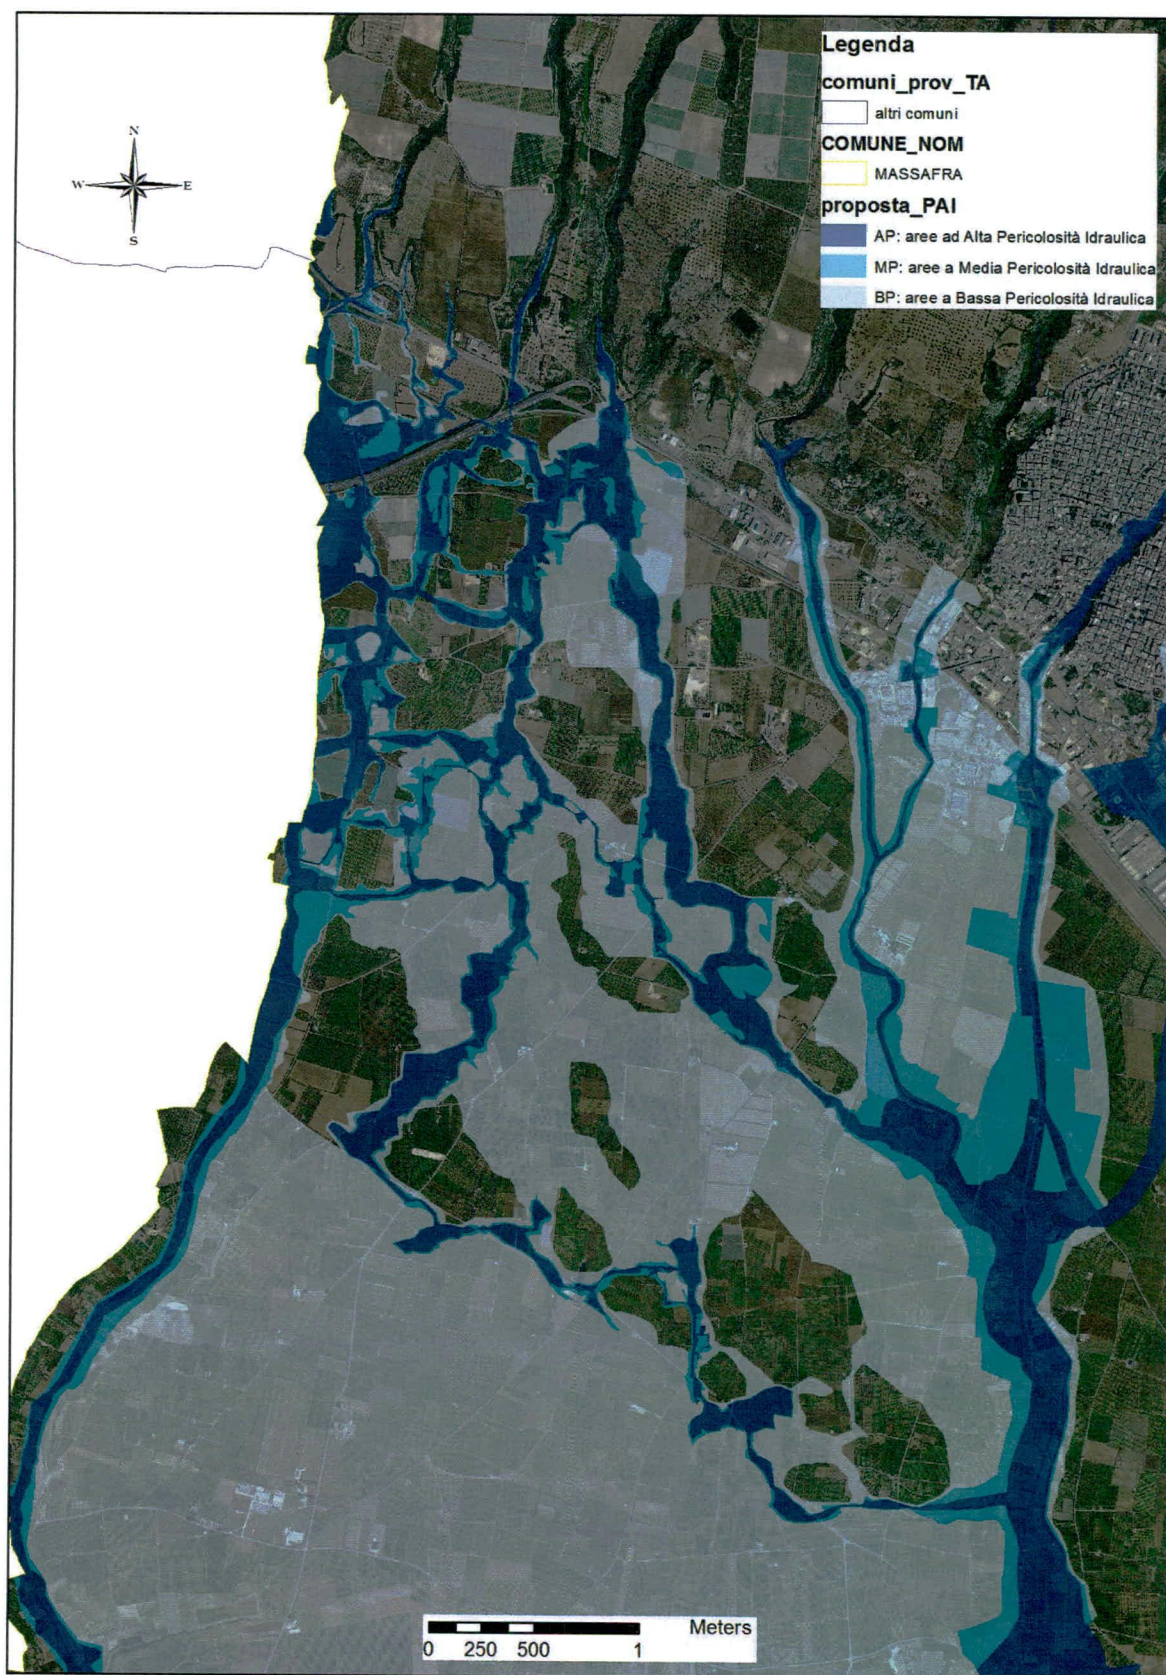 Legenda
comuni_prov_TA
altri comuni
COMUNE_NOM
MASSAFRA
proposta_PAI
AP: aree ad Alta Pericolosità Idraulica
MP: aree a Media Pericolosità Idraulica
BP: aree a Bassa Pericolosità Idraulica
N
W E
S
Meters
0 250 500 1